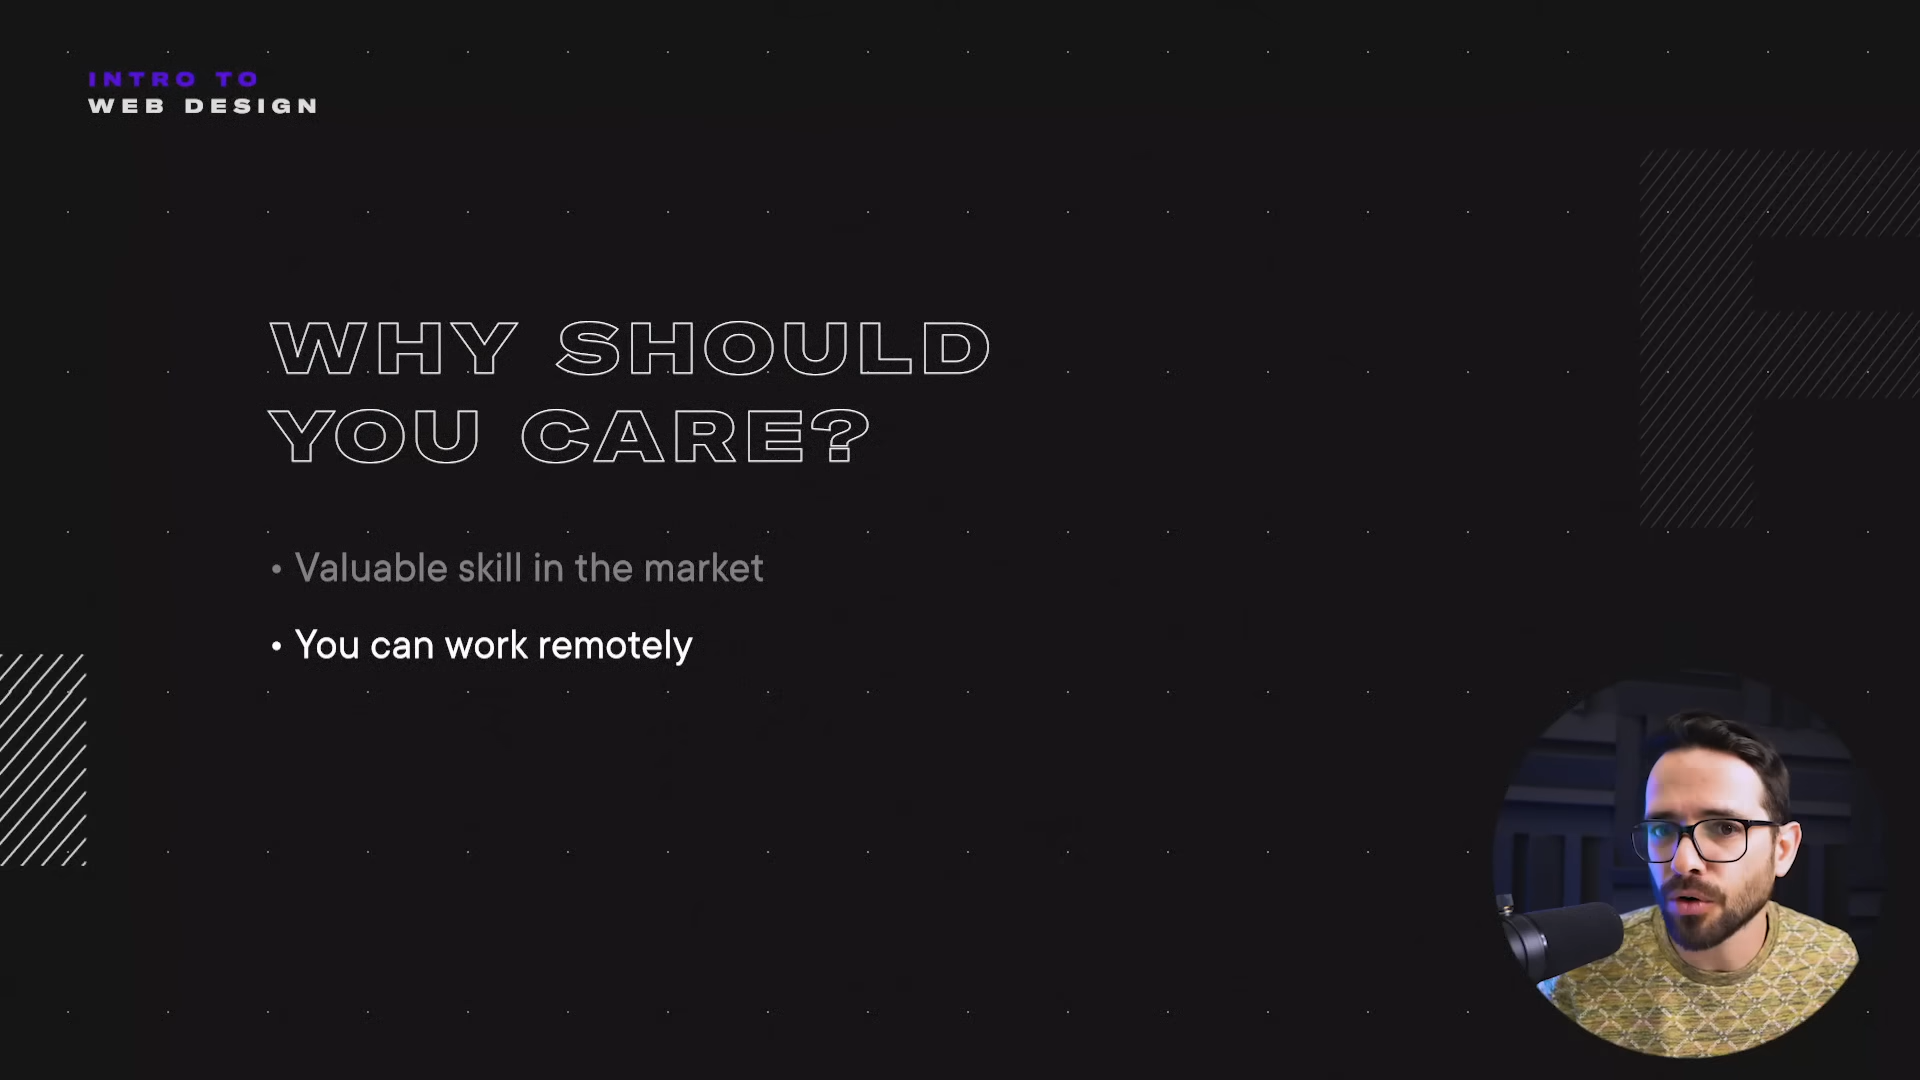 INTRO TO
WEB DESIGN
WHY SHOULD
YOU CARE?
• Valuable skill in the market
• You can work remotely